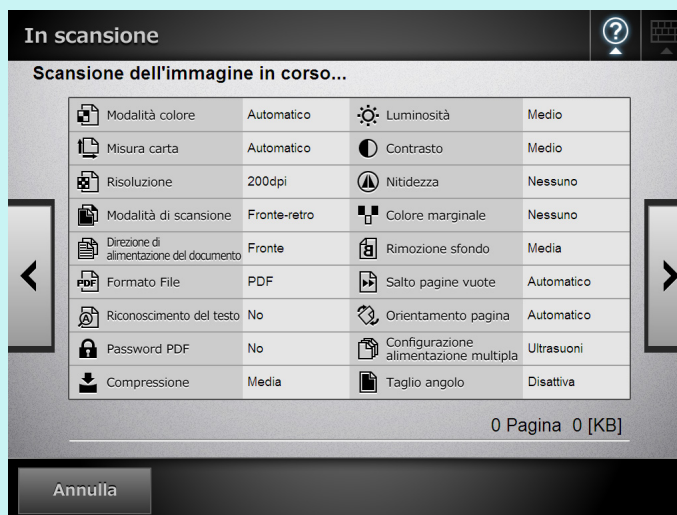 In scansione
Scansione dell'immagine in corso...
Modalità colore Automatico Luminosità Medio
Misura carta Automatico Contrasto Medio
Risoluzione 200dpi Nitidezza Nessuno
Modalità di scansione Fronte-retro Colore marginale Nessuno
Direzione di
alimentazione del documento Fronte Rimozione sfondo Media
PDF Formato File PDF Salto pagine vuote Automatico
Riconoscimento del testo No Orientamento pagina Automatico
Password PDF No Configurazione
alimentazione multipla Ultrasuoni
Compressione Media Taglio angolo Disattiva
0 Pagina 0 [KB]
Annulla